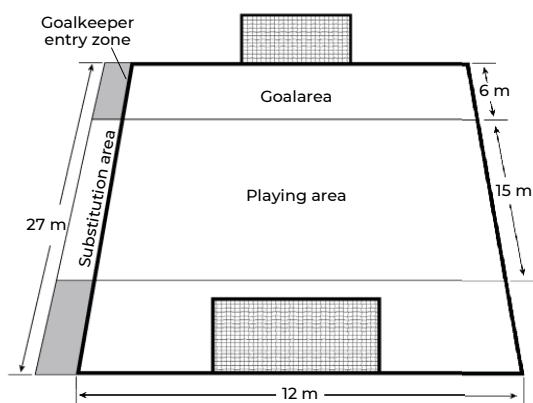 Goalkeeper
entry zone
Goalarea
6 m
Substitution area
Playing area
15 m
27 m
12 m